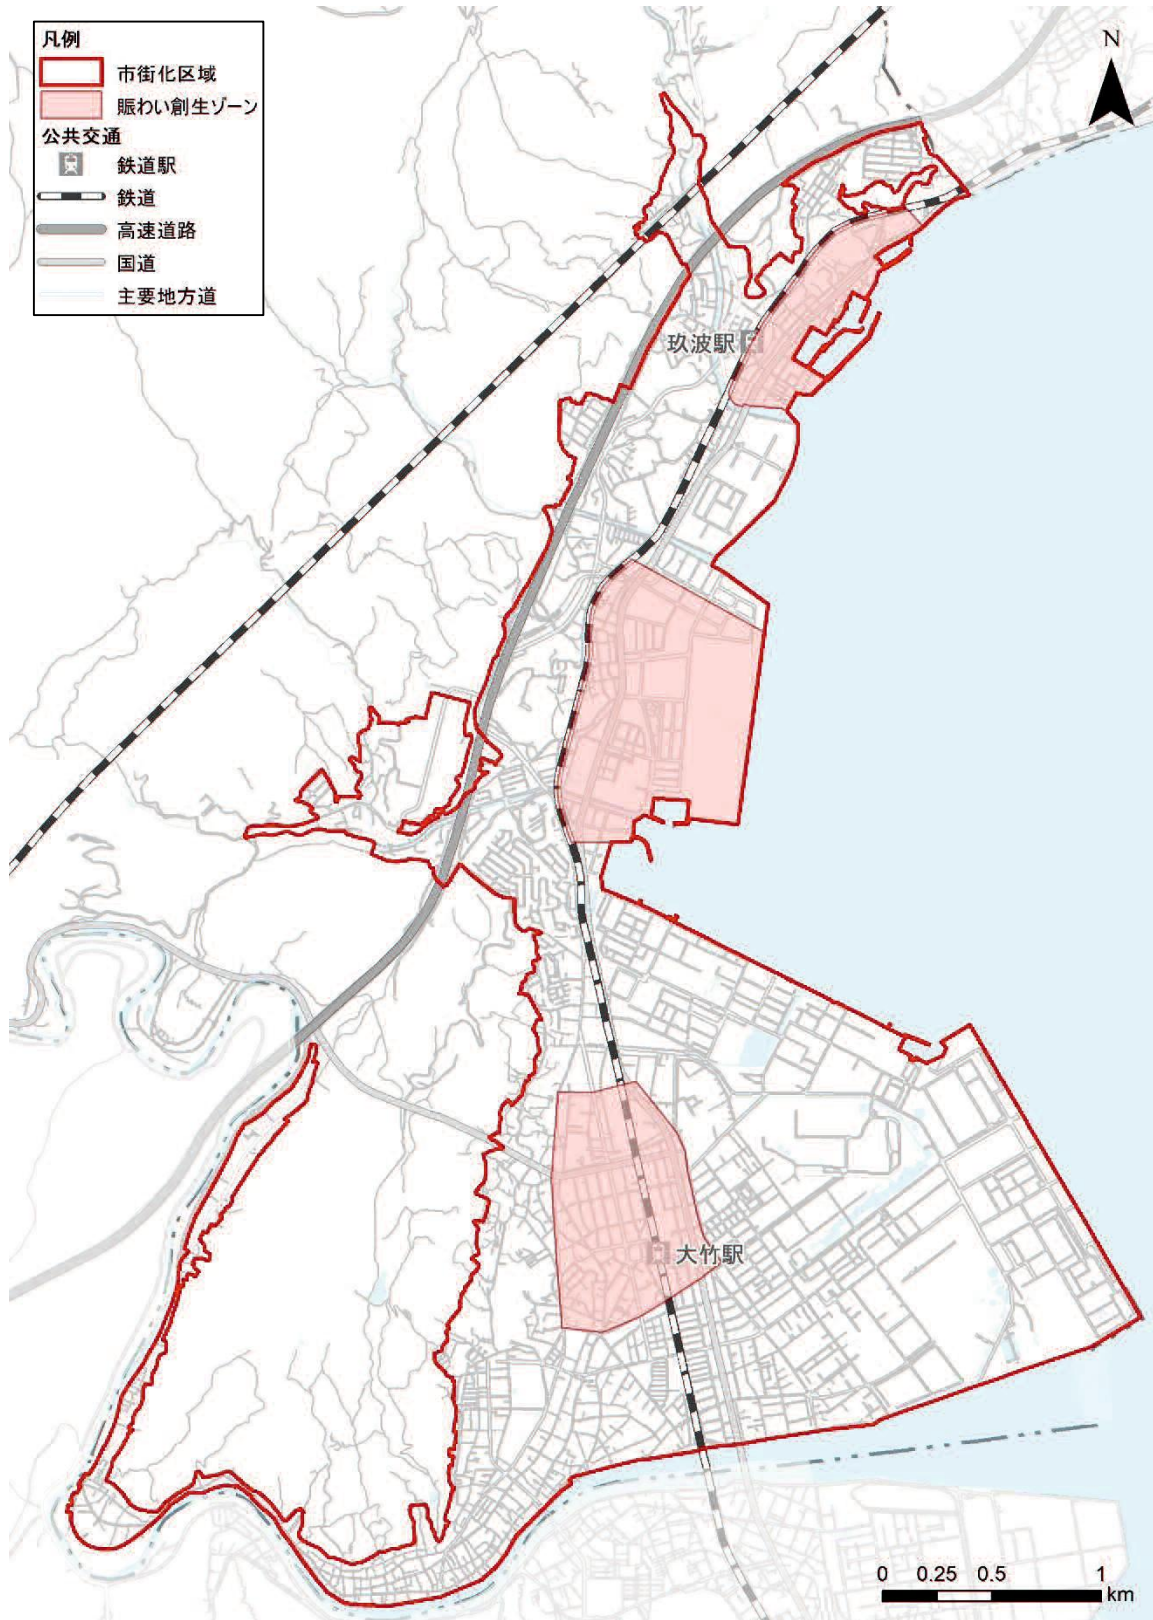 凡例
市街化区域
賑わい創生ゾーン
公共交通
鉄道駅
鉄道
高速道路
国道
主要地方道
N
玖波駅
大竹駅
0 0.25 0.5 1
km